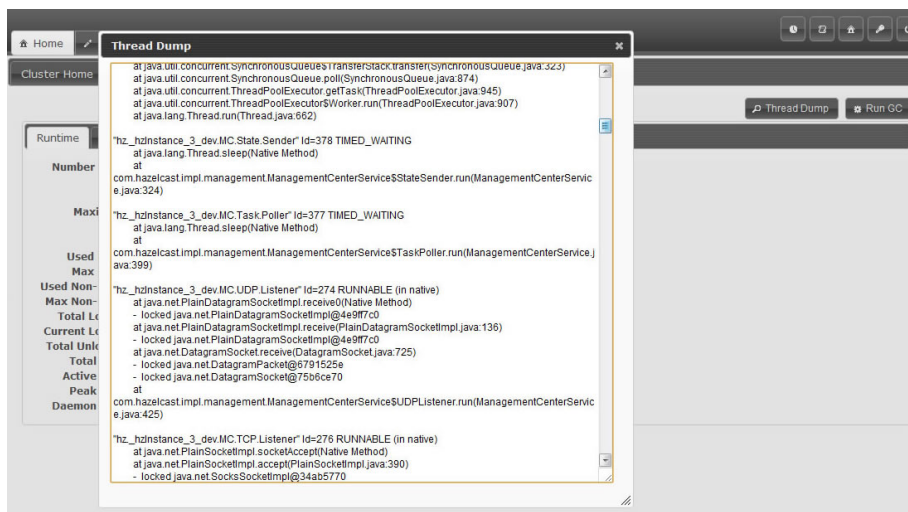 Home
Cluster Home
Thread Dump
Run GC
Runtime
Number
Maxi
Used
Max
Used Non-
Max Non-
Total Lo
Current Lo
Total Unlo
Total
Active
Peak
Daemon
Thread Dump
at java.util.concurrent.SynchronousQueue$TransferStack.transfer(SynchronousQueue.java:323)
at java.util.concurrent.SynchronousQueue.poll(SynchronousQueue.java:874)
at java.util.concurrent.ThreadPoolExecutor.getTask(ThreadPoolExecutor.java:945)
at java.util.concurrent.ThreadPoolExecutor$Worker.run(ThreadPoolExecutor.java:907)
at java.lang.Thread.run(Thread.java:662)
"hz._hzInstance_3_dev.MC.State.Sender" Id=378 TIMED_WAITING
at java.lang.Thread.sleep(Native Method)
at
com.hazelcast.impl.management.ManagementCenterService$StateSender.run(ManagementCenterServic
e.java:324)
"hz._hzInstance_3_dev.MC.Task.Poller" Id=377 TIMED_WAITING
at java.lang.Thread.sleep(Native Method)
at
com.hazelcast.impl.management.ManagementCenterService$TaskPoller.run(ManagementCenterService.j
ava:399)
"hz._hzInstance_3_dev.MC.UDP.Listener" Id=274 RUNNABLE (in native)
at java.net.PlainDatagramSocketImpl.receive0(Native Method)
- locked java.net.PlainDatagramSocketImpl@4e9ff7c0
at java.net.PlainDatagramSocketImpl.receive(PlainDatagramSocketImpl.java:136)
- locked java.net.PlainDatagramSocketImpl@4e9ff7c0
at java.net.DatagramSocket.receive(DatagramSocket.java:725)
- locked java.net.DatagramPacket@6791525e
- locked java.net.DatagramSocket@75b6ce70
at
com.hazelcast.impl.management.ManagementCenterService$UDPListener.run(ManagementCenterServic
e.java:425)
"hz._hzInstance_3_dev.MC.TCP.Listener" Id=276 RUNNABLE (in native)
at java.net.PlainSocketImpl.socketAccept(Native Method)
at java.net.PlainSocketImpl.accept(PlainSocketImpl.java:390)
- locked java.net.SocksSocketImpl@34ab5770